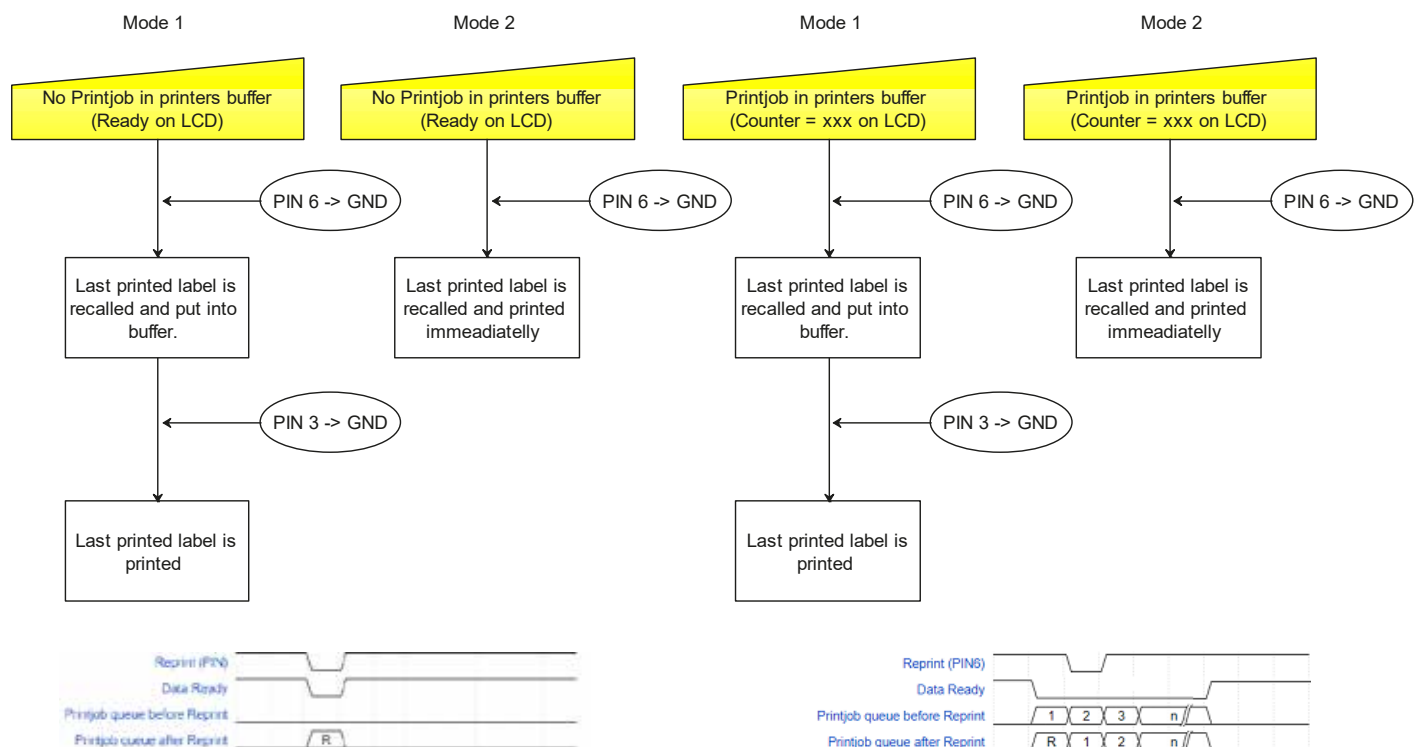 Mode 1
Mode 2
Mode 1
Mode 2
No Printjob in printers buffer
(Ready on LCD)
No Printjob in printers buffer
(Ready on LCD)
Printjob in printers buffer
(Counter = xxx on LCD)
Printjob in printers buffer
(Counter = xxx on LCD)
PIN 6 -> GND
PIN 6 -> GND
PIN 6 -> GND
PIN 6 -> GND
Last printed label is
recalled and put into
buffer.
Last printed label is
recalled and printed
immeadiatelly
Last printed label is
recalled and put into
buffer.
Last printed label is
recalled and printed
immeadiatelly
PIN 3 -> GND
PIN 3 -> GND
Last printed label is
printed
Last printed label is
printed
Reprint (PIN)
Data Ready
Printjob queue before Reprint
Printjob queue after Reprint
R
Reprint (PIN6)
Data Ready
Printjob queue before Reprint
1 2 3 n
Printjob queue after Reprint
R 1 2 n